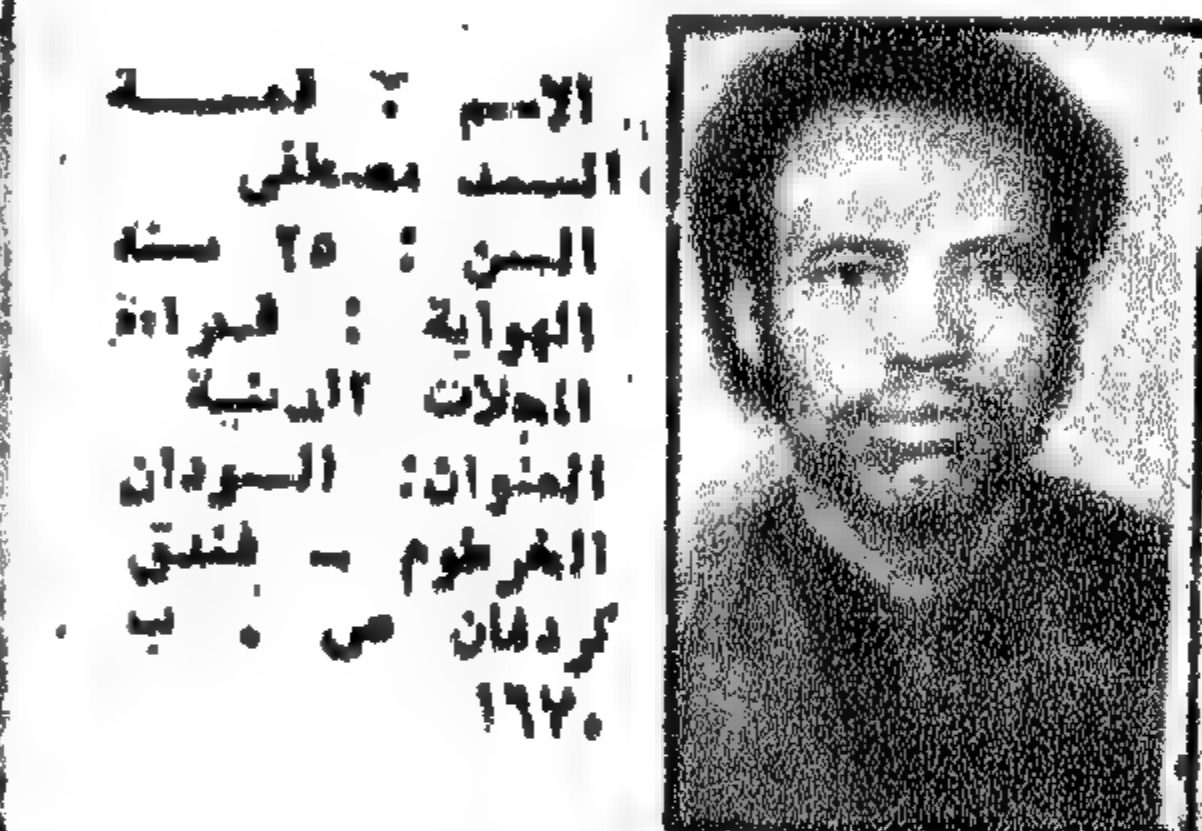 الاسم :
السيد مصطفى
السن : ٢٥ سنة
الهواية : قراءة
المجلات الدينية
العنوان: السودان
الخرطوم – فندق
كردفان ص . ب
١٦٧٠